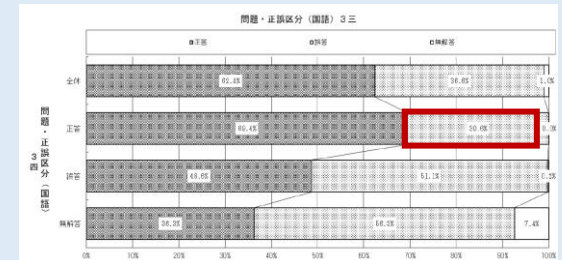 問題・正誤区分（国語）３三
■正答 ■誤答 □無解答
全体 62.4% 36.6% 1.0%
正答 69.4% 30.6% 0.0%
誤答 48.6% 51.1% 0.2%
無解答 36.3% 56.3% 7.4%
問題・正誤区分（国語）
３四
0% 10% 20% 30% 40% 50% 60% 70% 80% 90% 100%